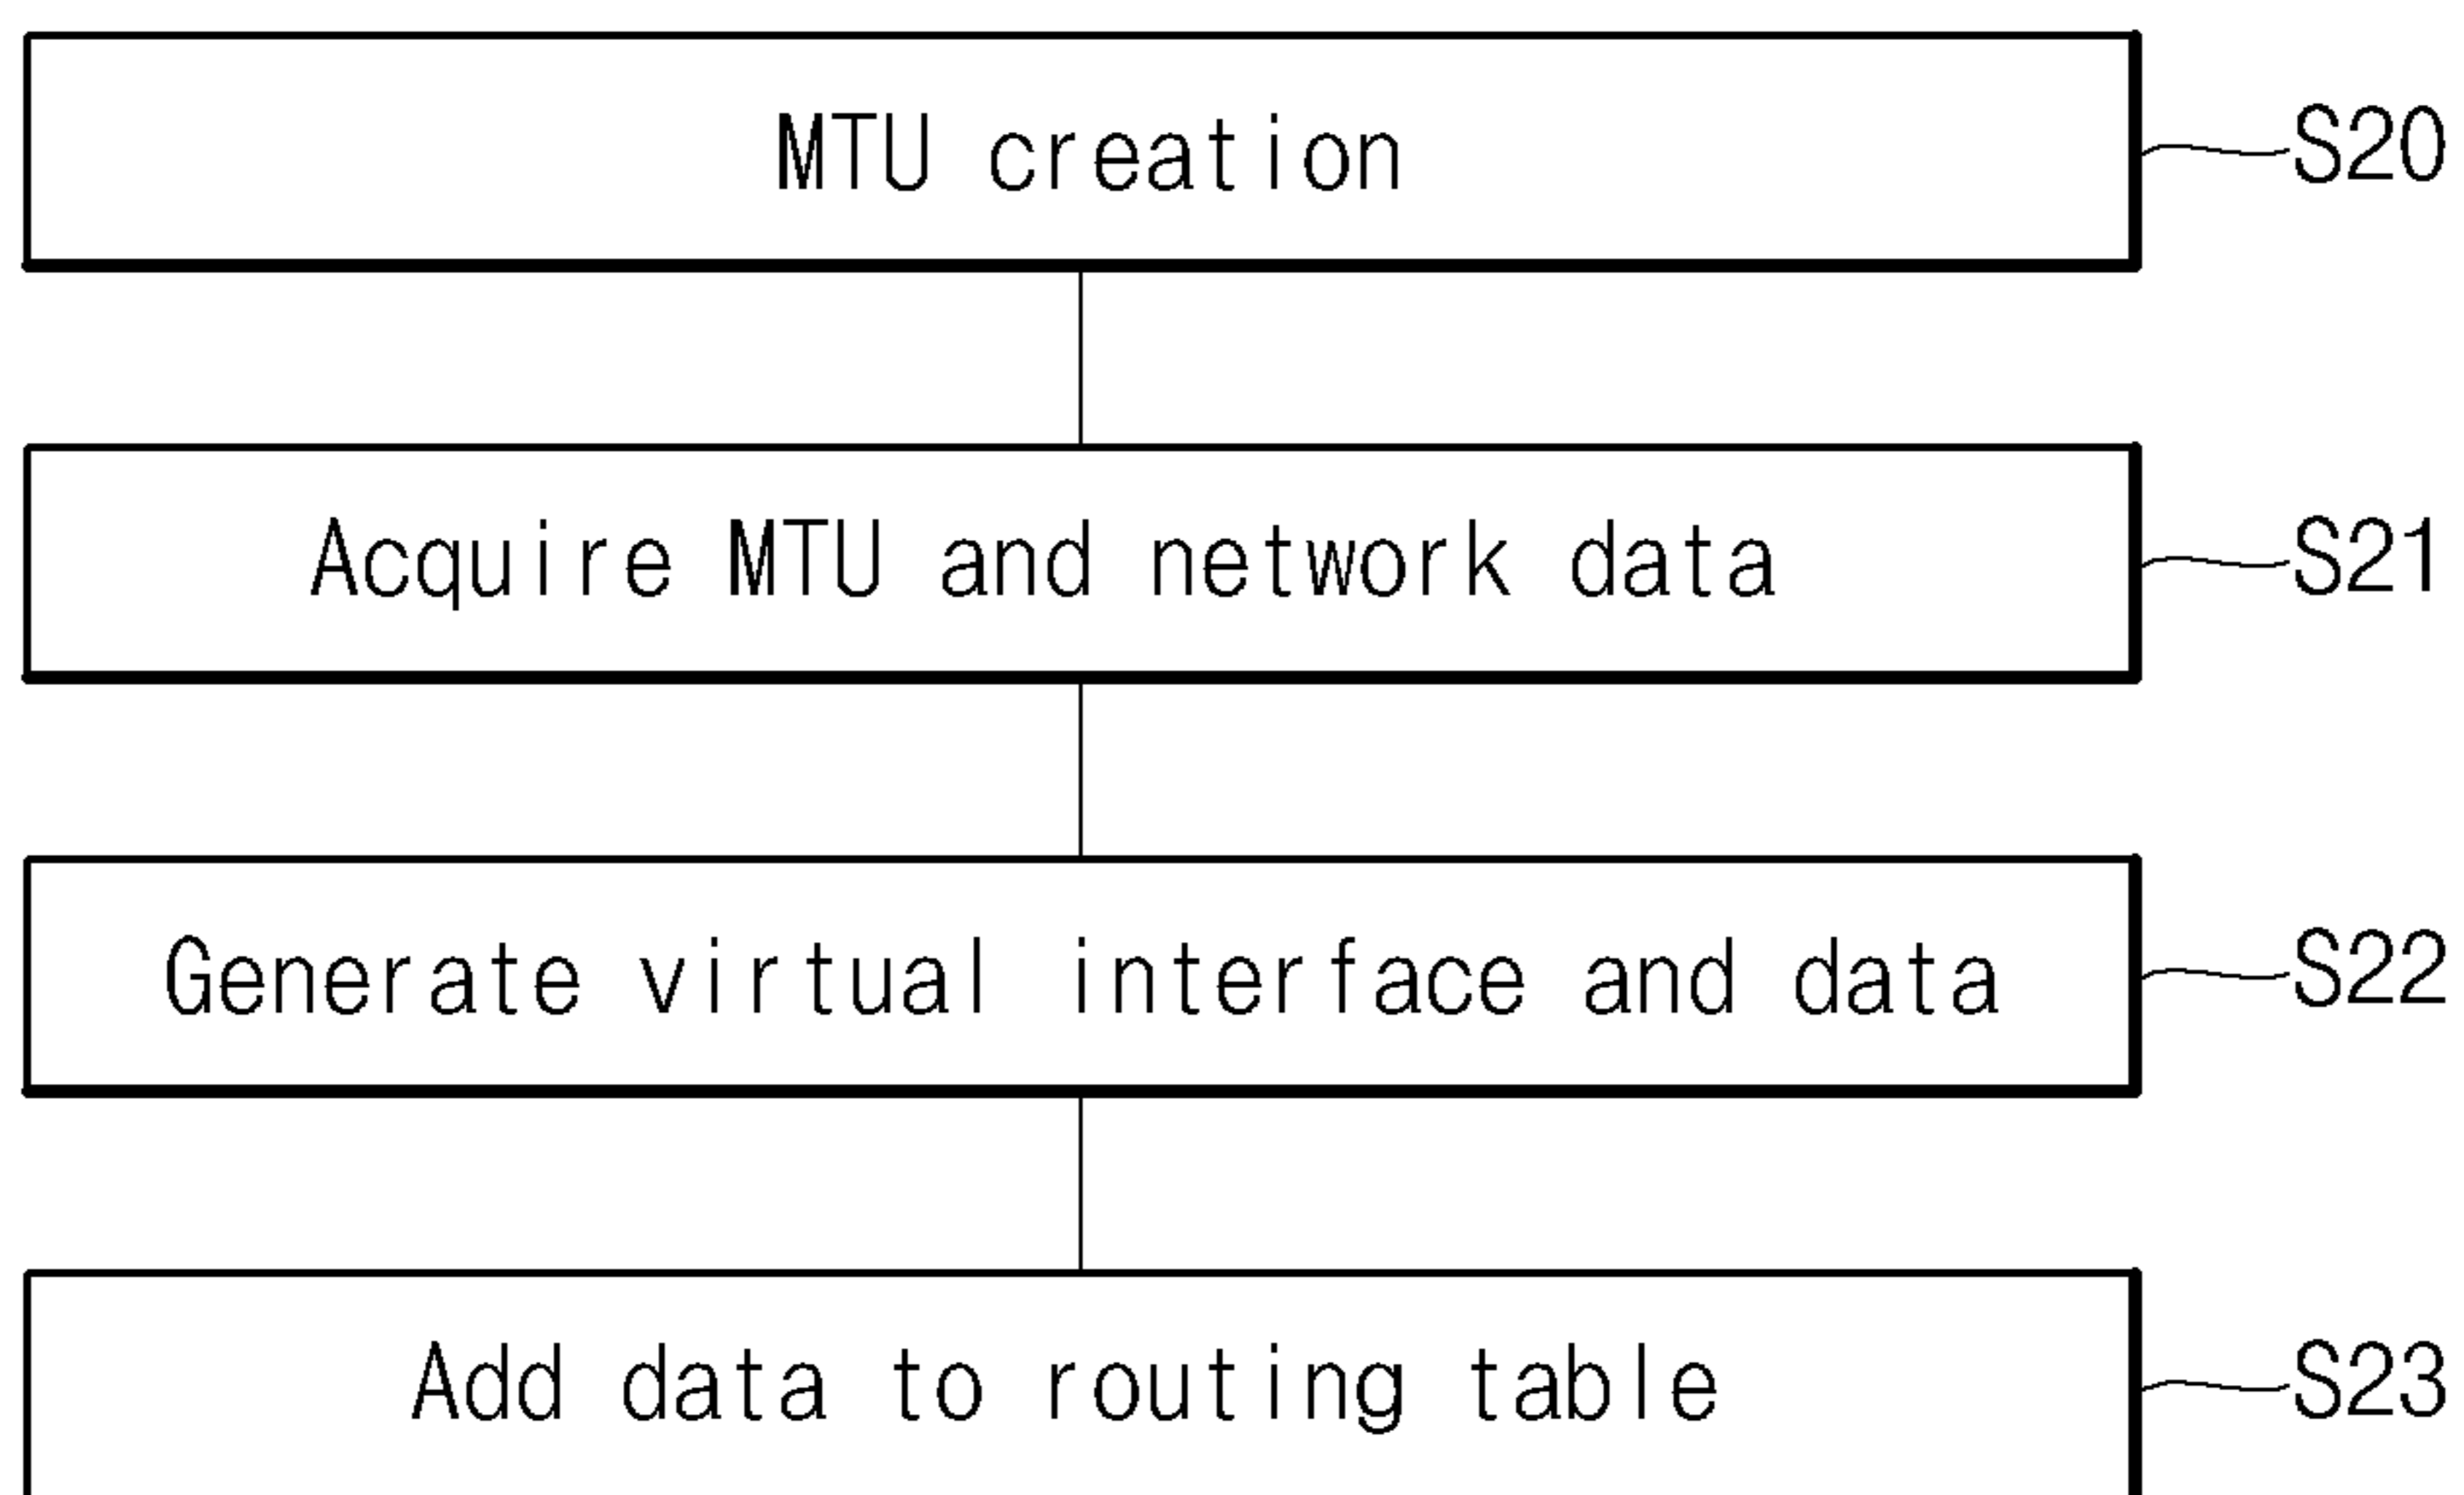 MTU creation S20
Acquire MTU and network data S21
Generate virtual interface and data S22
Add data to routing table S23